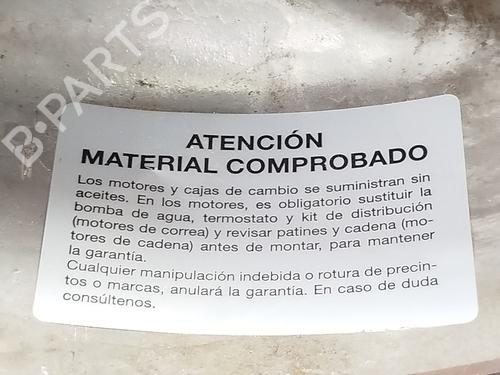 B-PARTS
ATENCIÓN
MATERIAL COMPROBADO
Los motores y cajas de cambio se suministran sin
aceites. En los motores, es obligatorio sustituir la
bomba de agua, termostato y kit de distribución
(motores de correa) y revisar patines y cadena (mo-
tores de cadena) antes de montar, para mantener
la garantía.
Cualquier manipulación indebida o rotura de precin-
tos o marcas, anulará la garantía. En caso de duda
consúltenos.